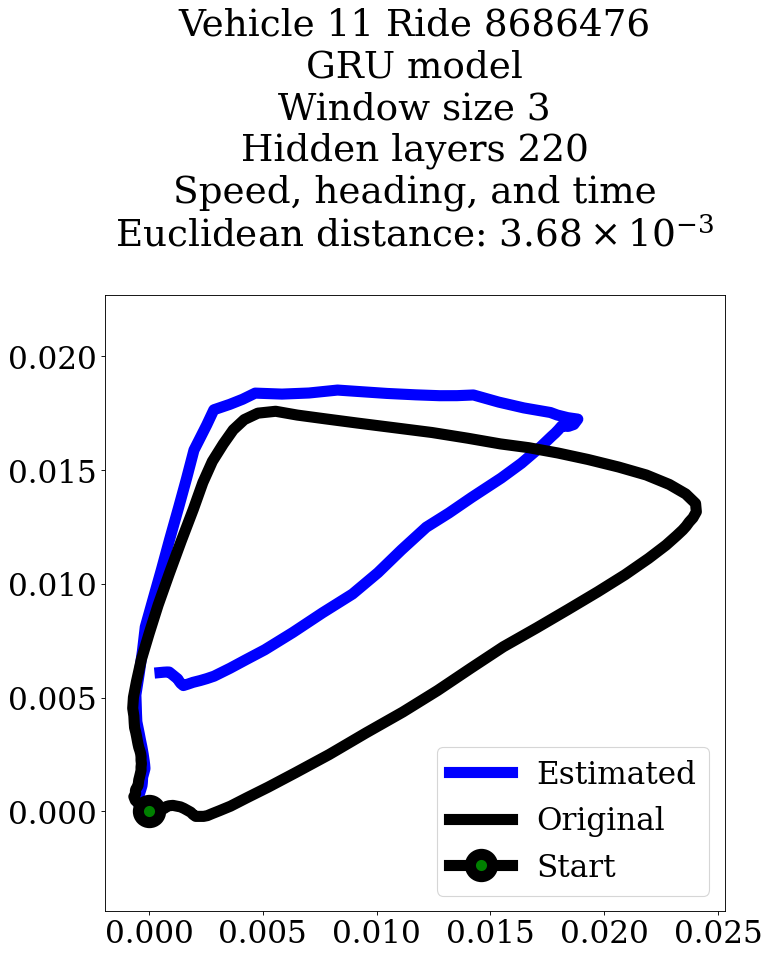 Vehicle 11 Ride 8686476
GRU model
Window size 3
Hidden layers 220
Speed, heading, and time
Euclidean distance: 3.68 × 10⁻³
0.020
0.015
0.010
0.005
0.000
Estimated
Original
Start
0.000 0.005 0.010 0.015 0.020 0.025